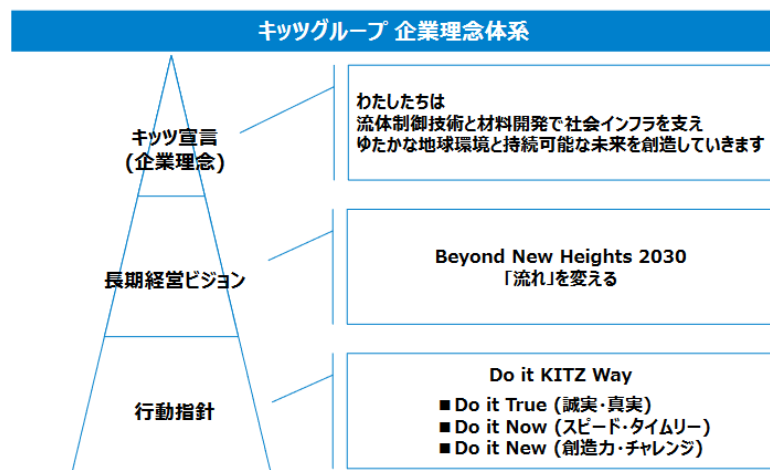 キッツグループ 企業理念体系
キッツ宣言
(企業理念)
わたしたちは
流体制御技術と材料開発で社会インフラを支え
ゆたかな地球環境と持続可能な未来を創造していきます
長期経営ビジョン
Beyond New Heights 2030
「流れ」を変える
行動指針
Do it KITZ Way
■Do it True (誠実・真実)
■Do it Now (スピード・タイムリー)
■Do it New (創造力・チャレンジ)